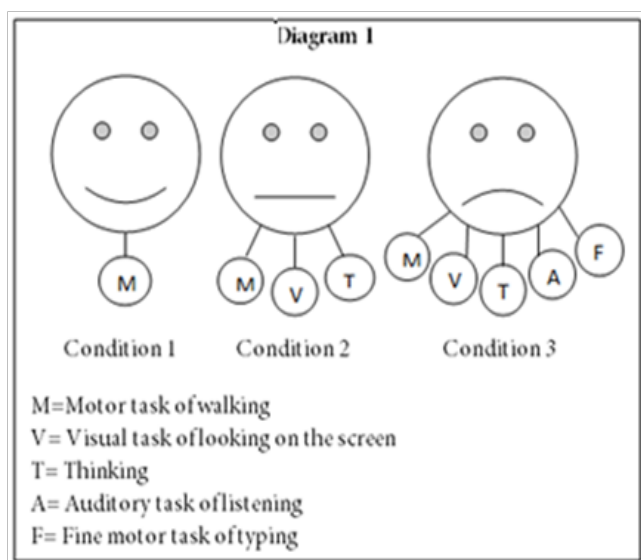 Diagram 1
M
M V T
M V T A F
Condition 1 Condition 2 Condition 3
M=Motor task of walking
V= Visual task of looking on the screen
T= Thinking
A= Auditory task of listening
F= Fine motor task of typing